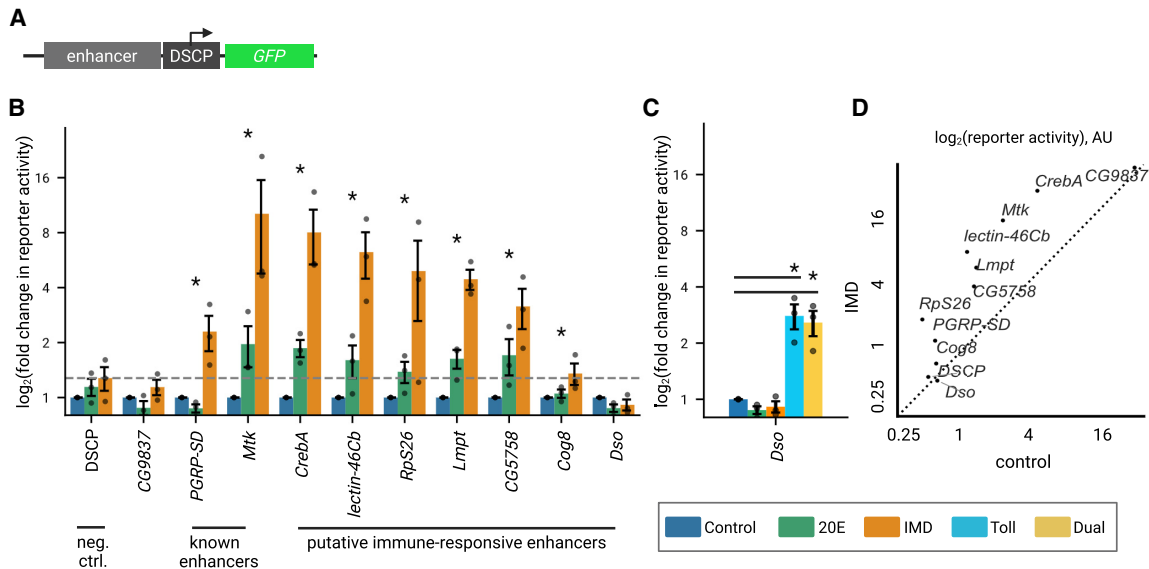 A
enhancer DSCP GFP
B
log₂(fold change in reporter activity)
16
8
4
2
1
* * * * * * * *
DSCP
CG9837
PGRP-SD
Mtk
CrebA
lectin-46Cb
RpS26
Lmpt
CG5758
Cog8
Dso
neg.
ctrl.
known
enhancers
putative immune-responsive enhancers
C
log₂(fold change in reporter activity)
16
8
4
2
1
* *
Dso
D
log₂(reporter activity), AU
IMD
16
4
1
0.25
CrebA CG9837
Mtk
lectin-46Cb
Lmpt
CG5758
RpS26
PGRP-SD
Cog8
DSCP
Dso
0.25 1 4 16
control
Control 20E IMD Toll Dual